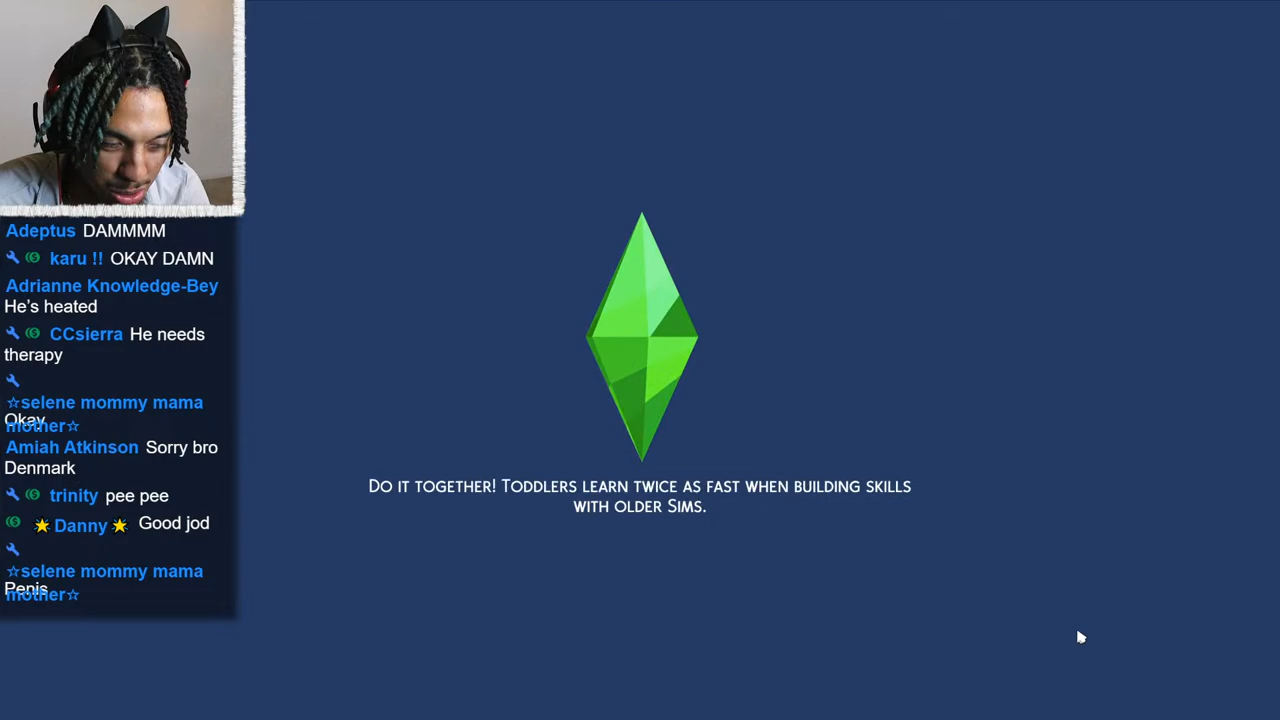 Adeptus DAMMMM
karu !! OKAY DAMN
Adrianne Knowledge-Bey
He's heated
CCsierra He needs
therapy
☆selene mommy mama
mother☆
Okay
Amiah Atkinson Sorry bro
Denmark
trinity pee pee
🌟Danny🌟 Good jod
☆selene mommy mama
mother☆
Penis
DO IT TOGETHER! TODDLERS LEARN TWICE AS FAST WHEN BUILDING SKILLS
WITH OLDER SIMS.